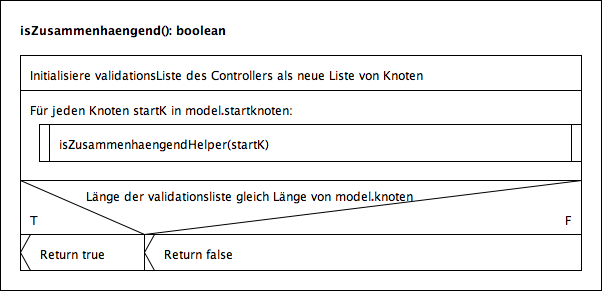 isZusammenhaengend(): boolean
Initialisiere validationsListe des Controllers als neue Liste von Knoten
Für jeden Knoten startK in model.startknoten:
isZusammenhaengendHelper(startK)
Länge der validationsliste gleich Länge von model.knoten
T
F
Return true
Return false